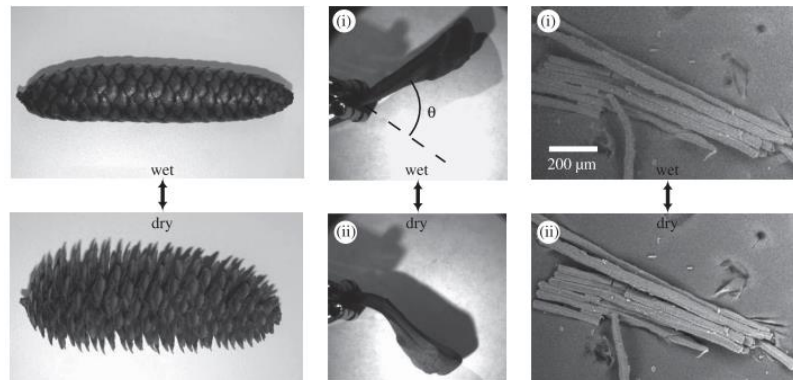 (i)
(i)
θ
200 μm
wet
wet
wet
dry
dry
dry
(ii)
(ii)